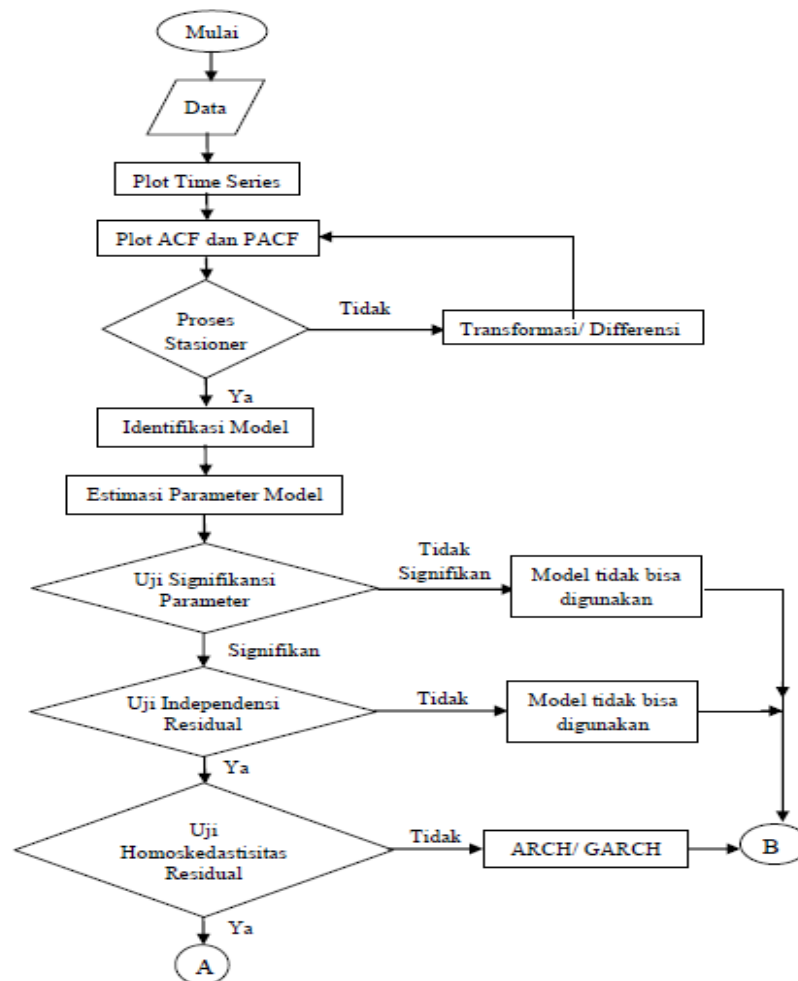 Mulai
Data
Plot Time Series
Plot ACF dan PACF
Proses
Stasioner
Tidak
Transformasi/ Differensi
Ya
Identifikasi Model
Estimasi Parameter Model
Uji Signifikansi
Parameter
Tidak
Signifikan
Model tidak bisa
digunakan
Signifikan
Uji Independensi
Residual
Tidak
Model tidak bisa
digunakan
Ya
Uji
Homoskedastisitas
Residual
Tidak
ARCH/ GARCH
B
Ya
A